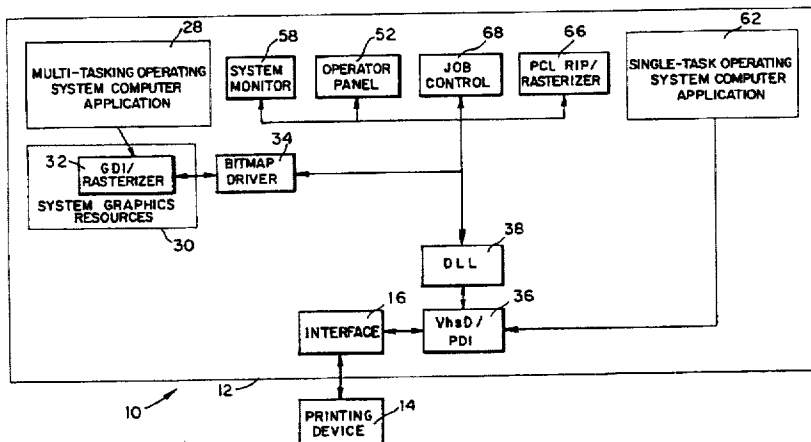 28
58
52
68
66
62
MULTI-TASKING OPERATING
SYSTEM COMPUTER
APPLICATION
SYSTEM
MONITOR
OPERATOR
PANEL
JOB
CONTROL
PCL RIP/
RASTERIZER
SINGLE-TASK OPERATING
SYSTEM COMPUTER
APPLICATION
34
32
GDI/
RASTERIZER
BITMAP
DRIVER
SYSTEM GRAPHICS
RESOURCES
30
38
DLL
16
36
INTERFACE
VhsD/
PDI
12
10
PRINTING
DEVICE
14